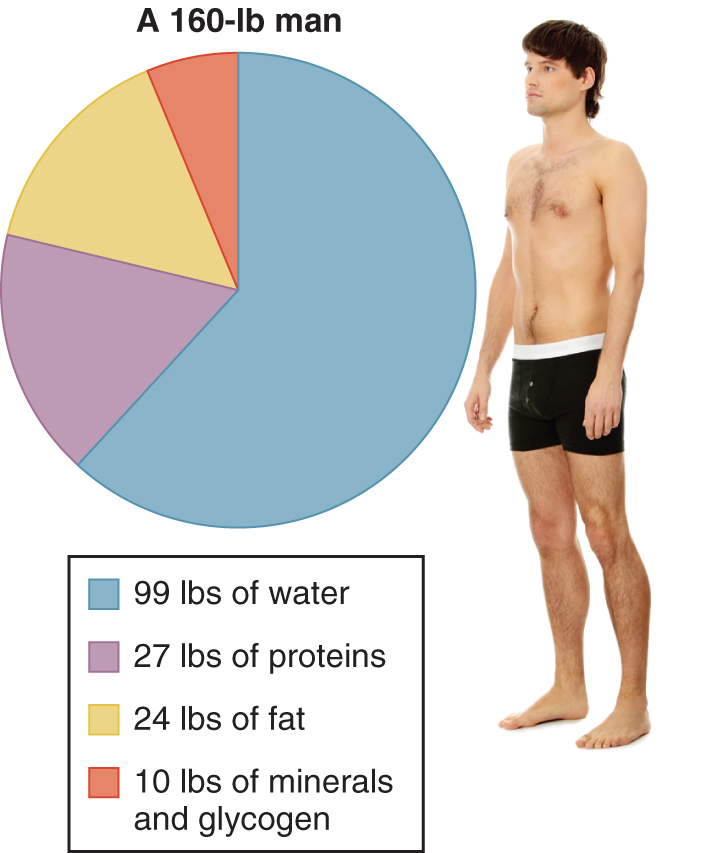 A 160-lb man
99 lbs of water
27 lbs of proteins
24 lbs of fat
10 lbs of minerals
and glycogen